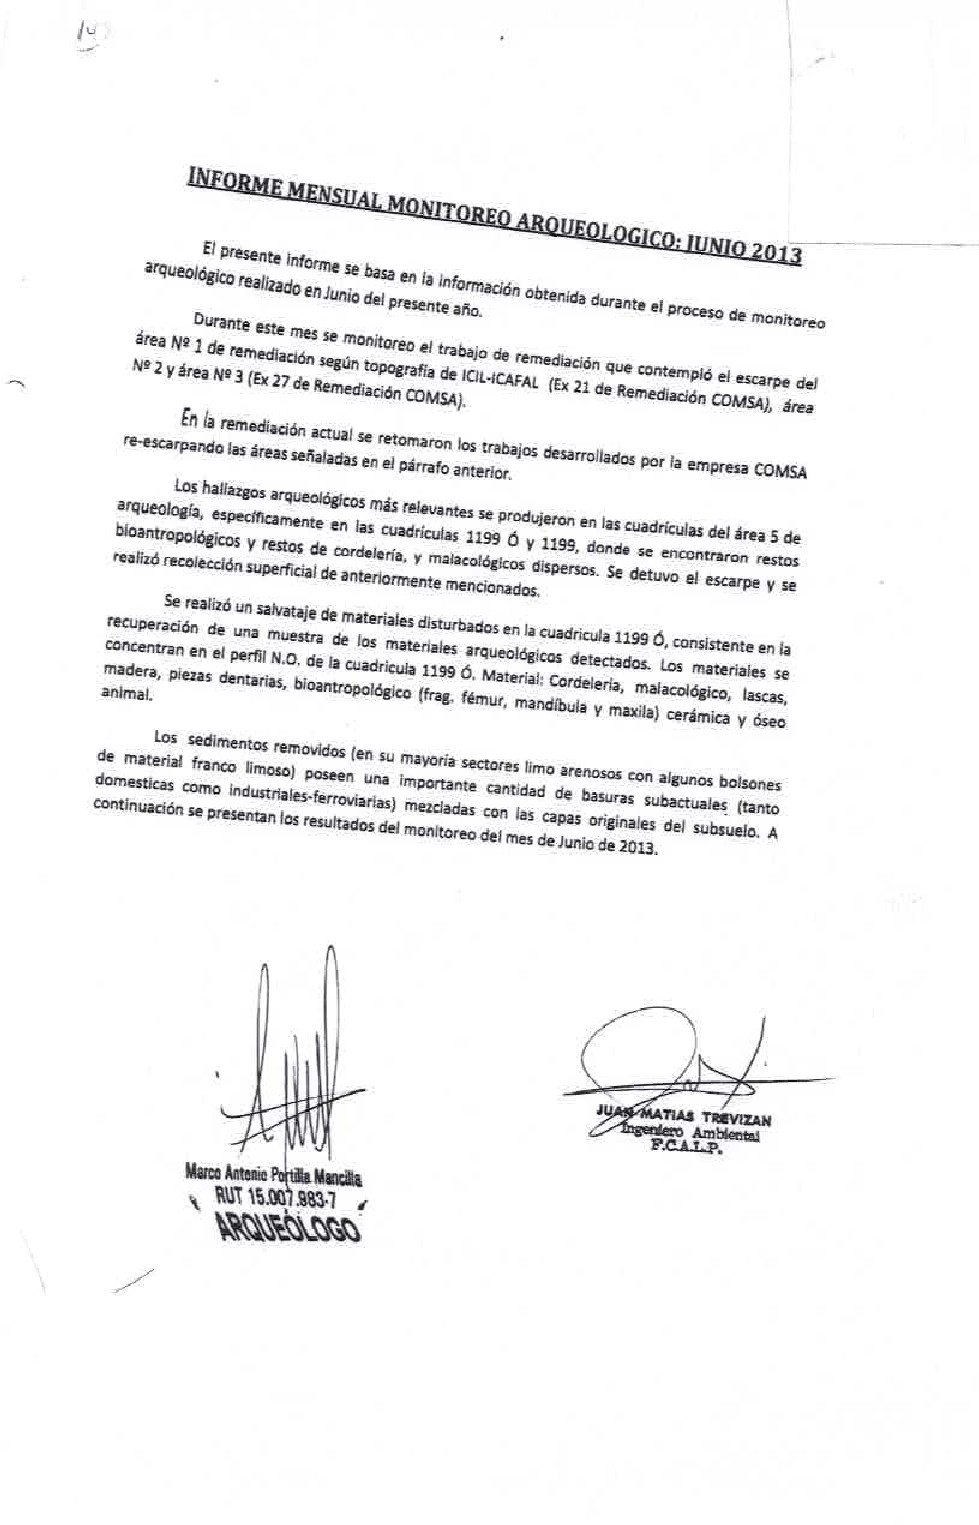 14
INFORME MENSUAL MONITOREO ARQUEOLOGICO: JUNIO 2013
El presente informe se basa en la información obtenida durante el proceso de monitoreo
arqueológico realizado en Junio del presente año.
Durante este mes se monitoreo el trabajo de remediación que contempló el escarpe del
área Nº 1 de remediación según topografía de ICIL-ICAFAL (Ex 21 de Remediación COMSA), área
Nº 2 y área Nº 3 (Ex 27 de Remediación COMSA).
En la remediación actual se retomaron los trabajos desarrollados por la empresa COMSA
re-escarpando las áreas señaladas en el párrafo anterior.
Los hallazgos arqueológicos más relevantes se produjeron en las cuadrículas del área 5 de
arqueología, específicamente en las cuadrículas 1199 Ó y 1199, donde se encontraron restos
bioantropológicos y restos de cordelería, y malacológicos dispersos. Se detuvo el escarpe y se
realizó recolección superficial de anteriormente mencionados.
Se realizó un salvataje de materiales disturbados en la cuadricula 1199 Ó, consistente en la
recuperación de una muestra de los materiales arqueológicos detectados. Los materiales se
concentran en el perfil N.O. de la cuadricula 1199 Ó. Material: Cordelería, malacológico, lascas,
madera, piezas dentarias, bioantropológico (frag. fémur, mandíbula y maxila) cerámica y óseo
animal.
Los sedimentos removidos (en su mayoría sectores limo arenosos con algunos bolsones
de material franco limoso) poseen una importante cantidad de basuras subactuales (tanto
domesticas como industriales-ferroviarias) mezcladas con las capas originales del subsuelo. A
continuación se presentan los resultados del monitoreo del mes de Junio de 2013.
Marco Antonio Portilla Mancilla
RUT 15.007.983-7
ARQUEÓLOGO
JUAN MATIAS TREVIZAN
Ingeniero Ambiental
F.C.A.L.P.